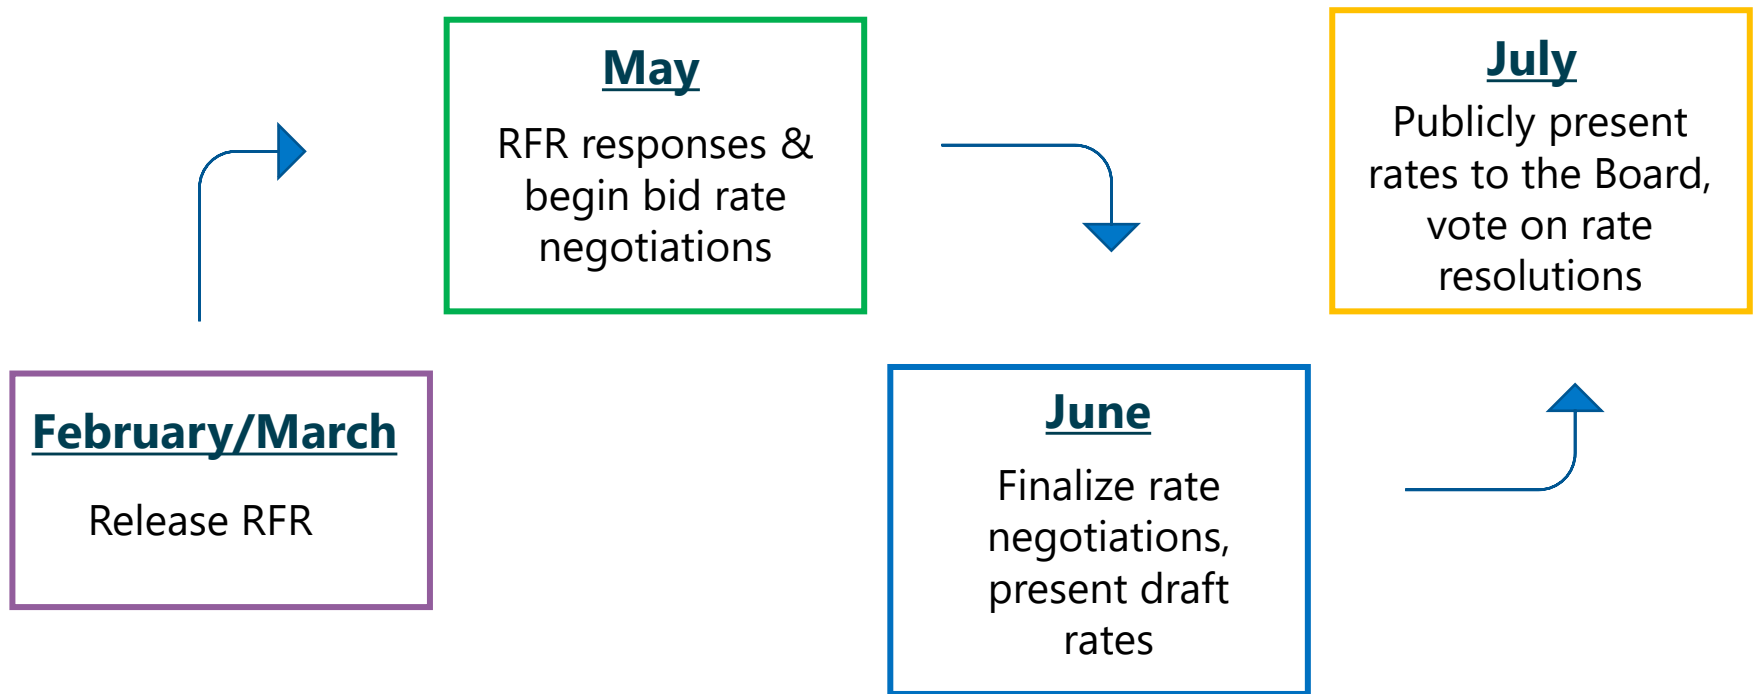 February/March
Release RFR
May
RFR responses &
begin bid rate
negotiations
June
Finalize rate
negotiations,
present draft
rates
July
Publicly present
rates to the Board,
vote on rate
resolutions